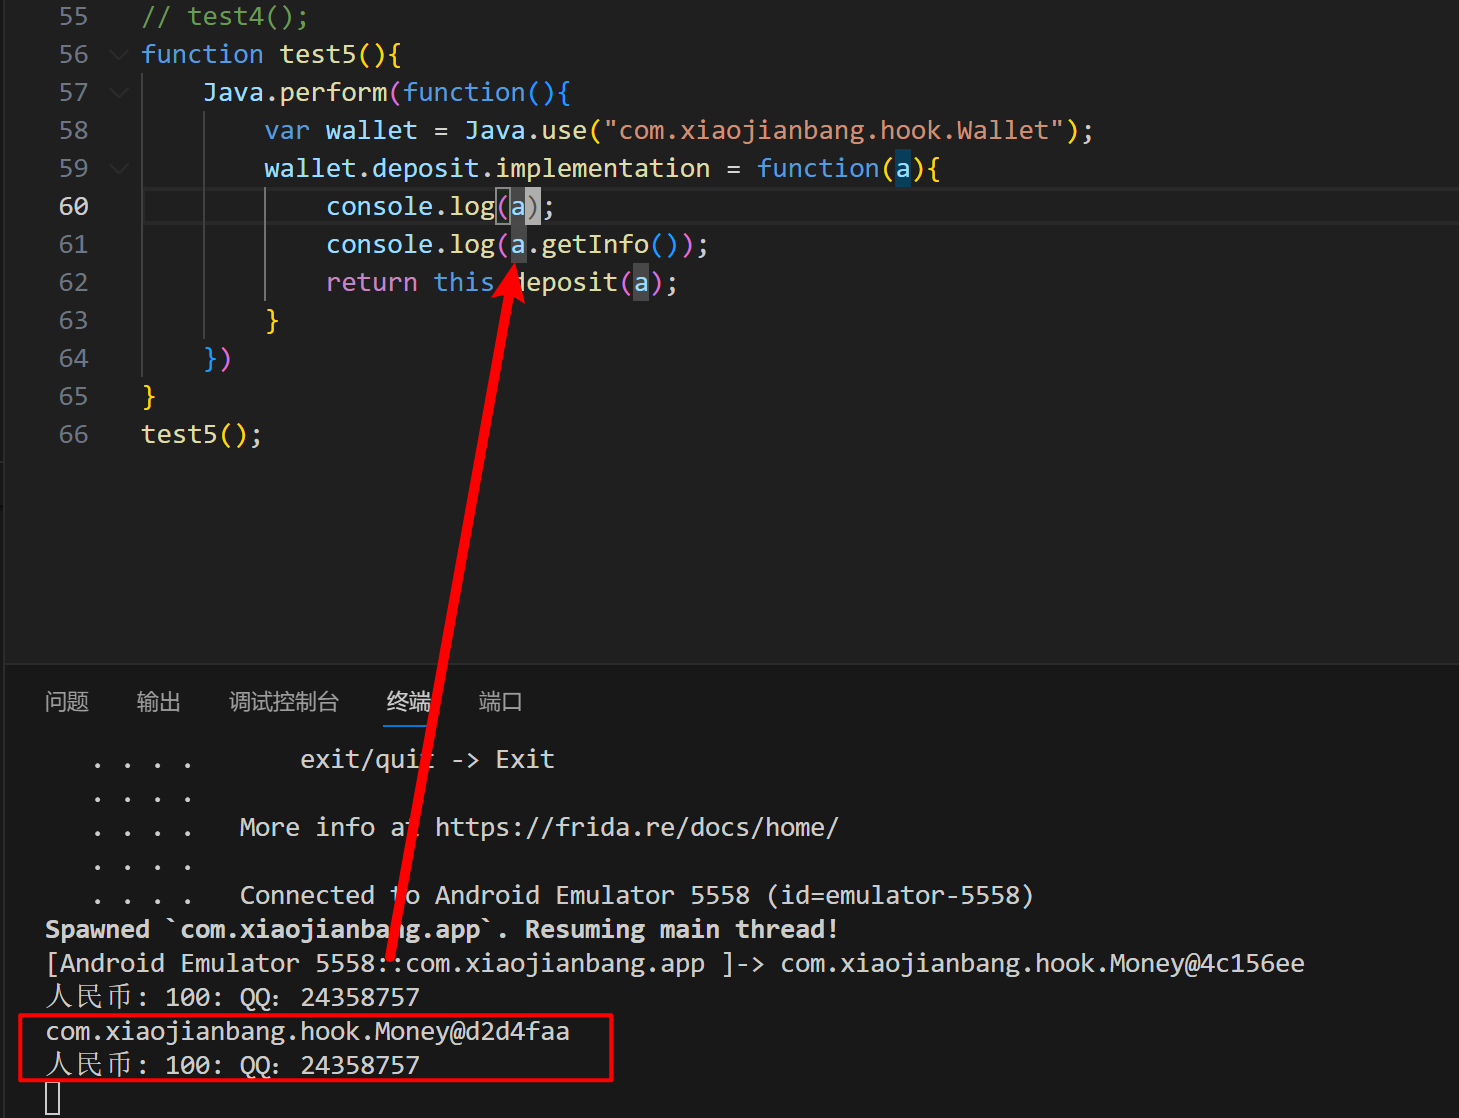 55 // test4();
56 function test5(){
57 Java.perform(function(){
58 var wallet = Java.use("com.xiaojianbang.hook.Wallet");
59 wallet.deposit.implementation = function(a){
60 console.log(a);
61 console.log(a.getInfo());
62 return this deposit(a);
63 }
64 })
65 }
66 test5();
问题 输出 调试控制台 终端 端口
. . . . exit/quit -> Exit
. . . .
. . . . More info at https://frida.re/docs/home/
. . . .
. . . . Connected to Android Emulator 5558 (id=emulator-5558)
Spawned `com.xiaojianbang.app`. Resuming main thread!
[Android Emulator 5558::com.xiaojianbang.app ]-> com.xiaojianbang.hook.Money@4c156ee
人民币: 100: QQ：24358757
com.xiaojianbang.hook.Money@d2d4faa
人民币: 100: QQ：24358757